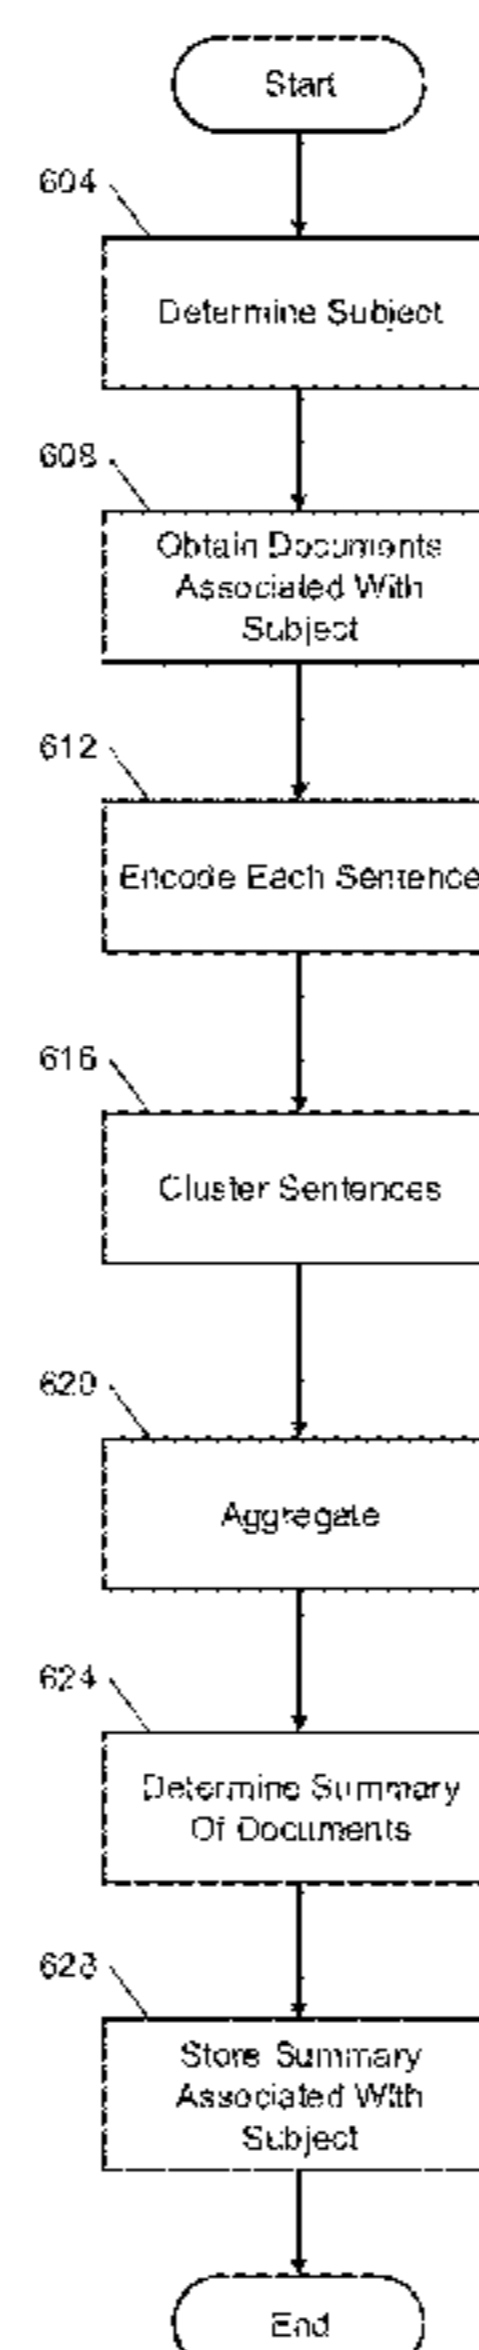 Start
604
Determine Subject
608
Obtain Documents
Associated With
Subject
612
Encode Each Sentence
616
Cluster Sentences
620
Aggregate
624
Determine Summary
Of Documents
628
Store Summary
Associated With
Subject
End